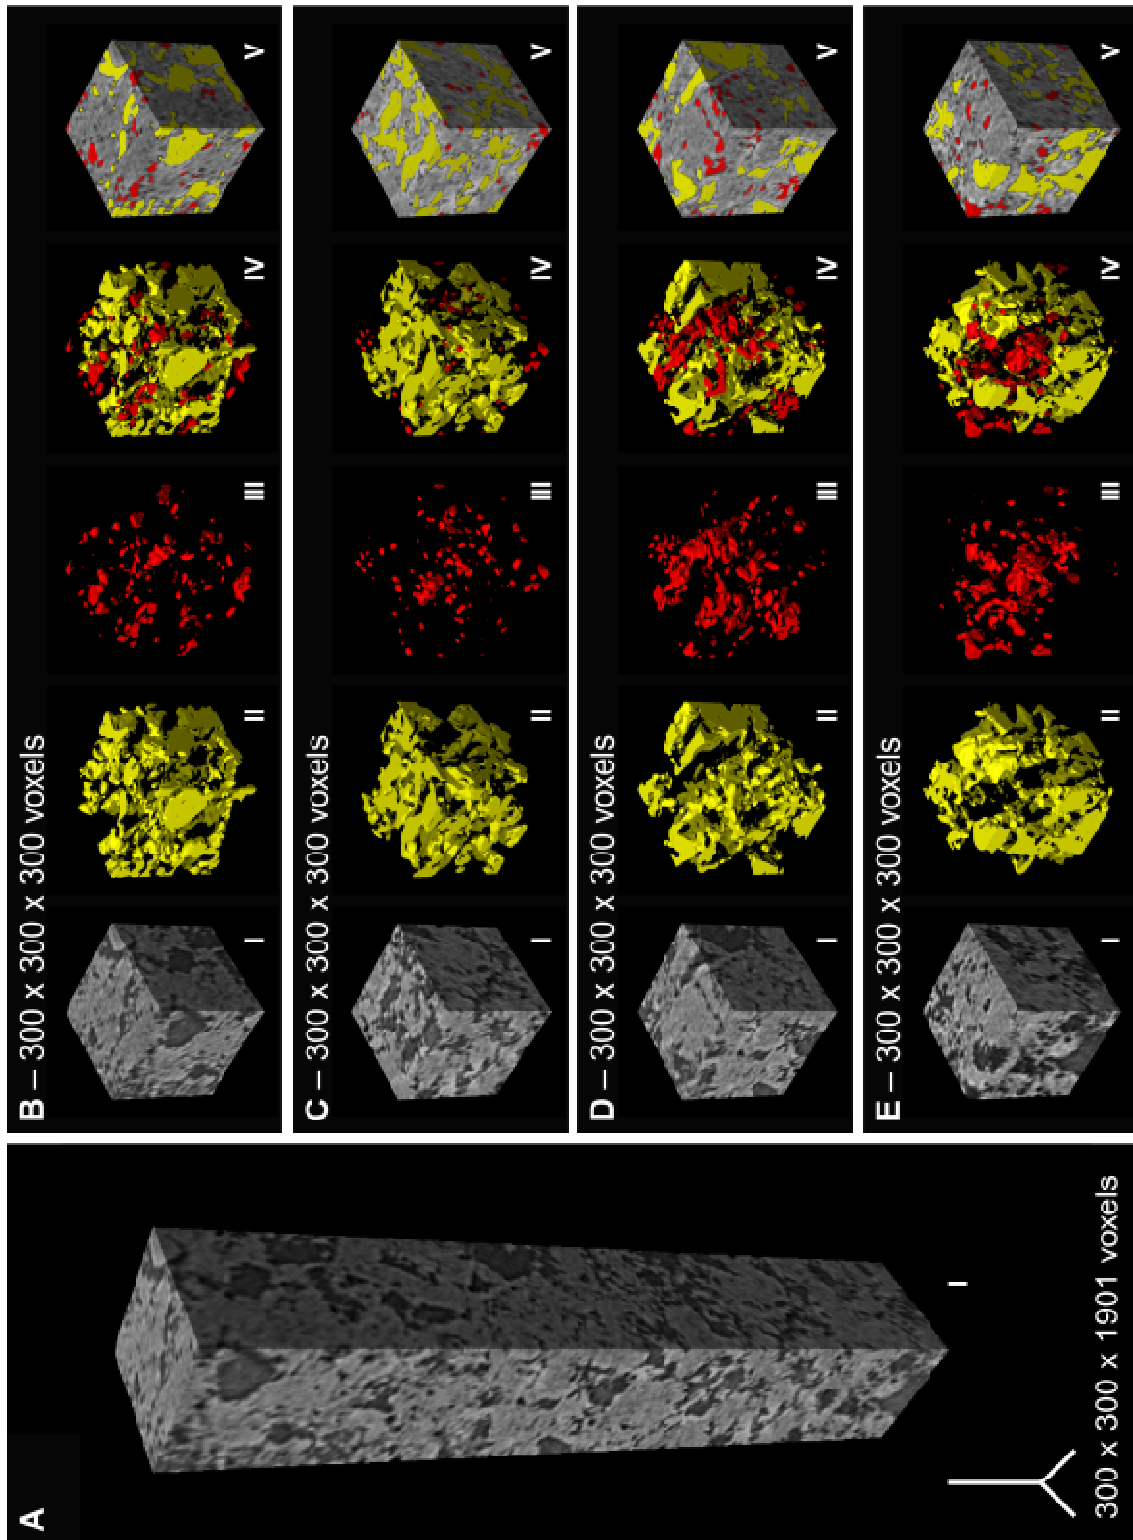 A
I
300 x 300 x 1901 voxels
B – 300 x 300 x 300 voxels
I
II
III
IV
V
C – 300 x 300 x 300 voxels
I
II
III
IV
V
D – 300 x 300 x 300 voxels
I
II
III
IV
V
E – 300 x 300 x 300 voxels
I
II
III
IV
V